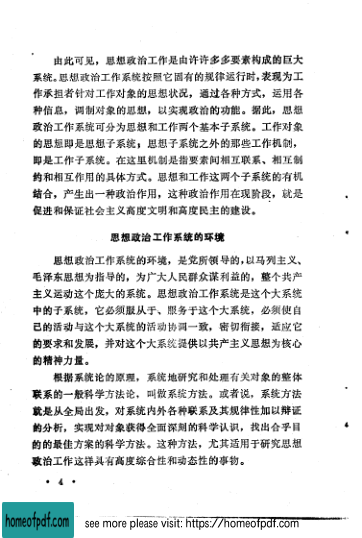 由此可见，思想政治工作是由许许多多要素构成的巨大
系统。思想政治工作系统按照它固有的规律运行时，表现为工
作承担者针对工作对象的思想状况，通过各种方式，运用各
种信息，调制对象的思想，以实现政治的功能。据此，思想
政治工作系统可分为思想和工作两个基本子系统。工作对象
的思想即是思想子系统；思想子系统之外的那些工作机制，
即是工作子系统。在这里机制是指要素间相互联系、相互制
约和相互作用的具体方式。思想和工作这两个子系统的有机
结合，产生出一种政治作用，这种政治作用在现阶段，就是
促进和保证社会主义高度文明和高度民主的建设。
思想政治工作系统的环境
思想政治工作系统的环境，是党所领导的，以马列主义、
毛泽东思想为指导的，为广大人民群众谋利益的，整个共产
主义运动这个庞大的系统。思想政治工作系统是这个大系统
中的子系统，它必须服从于、服务于这个大系统，必须使自
己的活动与这个大系统的活动协调一致，密切衔接，适应它
的要求和发展，并对这个大系统提供以共产主义思想为核心
的精神力量。
根据系统论的原理，系统地研究和处理有关对象的整体
联系的一般科学方法论，叫做系统方法。或者说，系统方法
就是从全局出发，对系统内外各种联系及其规律性加以辩证
的分析，实现对对象获得全面深刻的科学认识，找出合乎目
的的最佳方案的科学方法。这种方法，尤其适用于研究思想
政治工作这样具有高度综合性和动态性的事物。
• 4 •
homeofpdf.com
see more please visit: https://homeofpdf.com